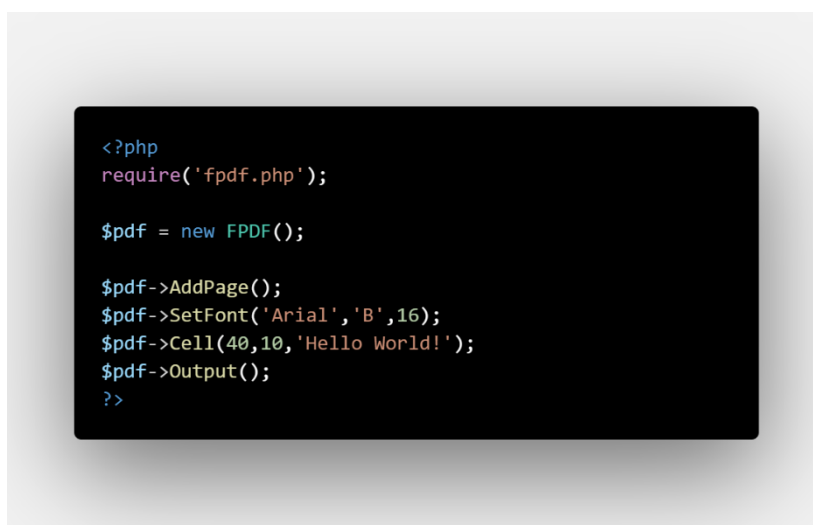 <?php
require('fpdf.php');
$pdf = new FPDF();
$pdf->AddPage();
$pdf->SetFont('Arial','B',16);
$pdf->Cell(40,10,'Hello World!');
$pdf->Output();
?>